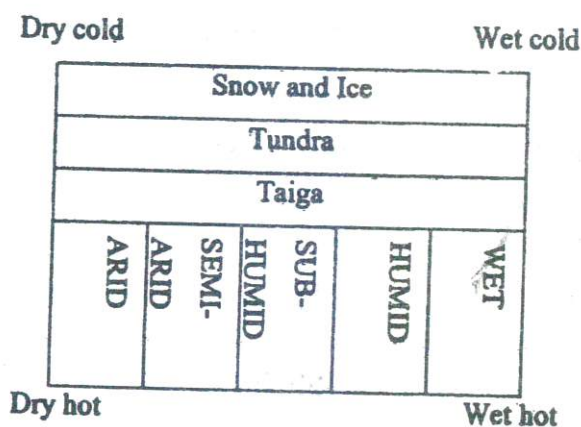 Dry cold
Wet cold
Snow and Ice
Tundra
Taiga
ARID
SEMI-
ARID
SUB-
HUMID
HUMID
WET
Dry hot
Wet hot